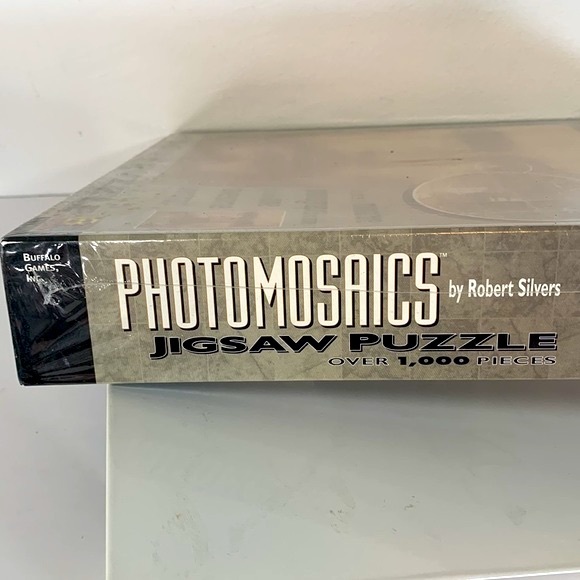 BUFFALO
GAMES,
INC.
PHOTOMOSAICS™
by Robert Silvers
JIGSAW PUZZLE
OVER 1,000 PIECES